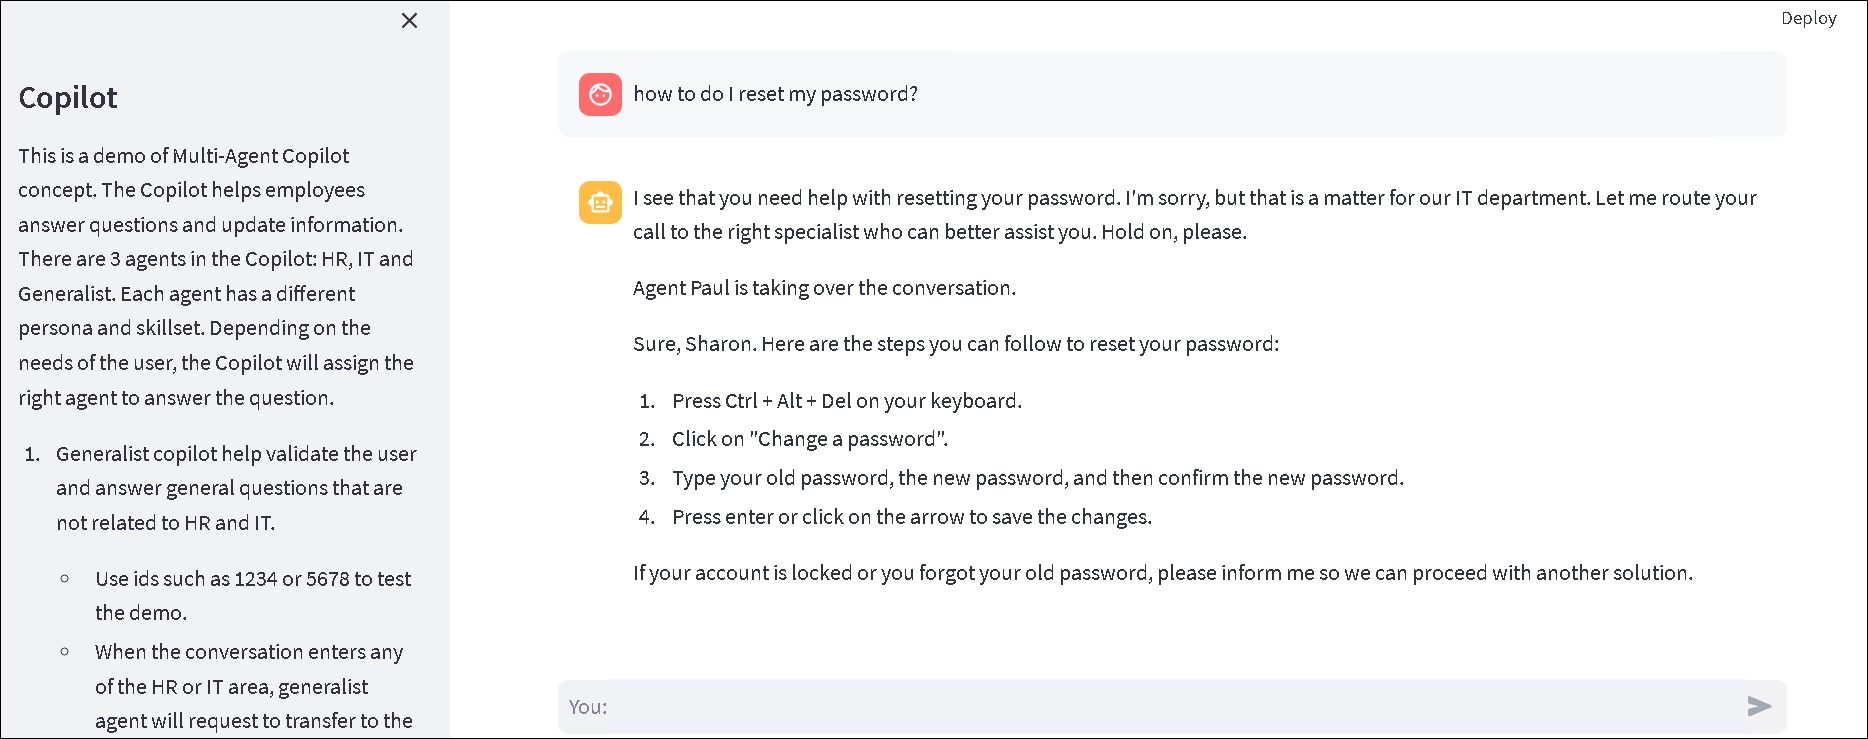 Copilot
This is a demo of Multi-Agent Copilot
concept. The Copilot helps employees
answer questions and update information.
There are 3 agents in the Copilot: HR, IT and
Generalist. Each agent has a different
persona and skillset. Depending on the
needs of the user, the Copilot will assign the
right agent to answer the question.
1. Generalist copilot help validate the user
and answer general questions that are
not related to HR and IT.
○ Use ids such as 1234 or 5678 to test
the demo.
○ When the conversation enters any
of the HR or IT area, generalist
agent will request to transfer to the
Deploy
how to do I reset my password?
I see that you need help with resetting your password. I'm sorry, but that is a matter for our IT department. Let me route your
call to the right specialist who can better assist you. Hold on, please.
Agent Paul is taking over the conversation.
Sure, Sharon. Here are the steps you can follow to reset your password:
1. Press Ctrl + Alt + Del on your keyboard.
2. Click on "Change a password".
3. Type your old password, the new password, and then confirm the new password.
4. Press enter or click on the arrow to save the changes.
If your account is locked or you forgot your old password, please inform me so we can proceed with another solution.
You: